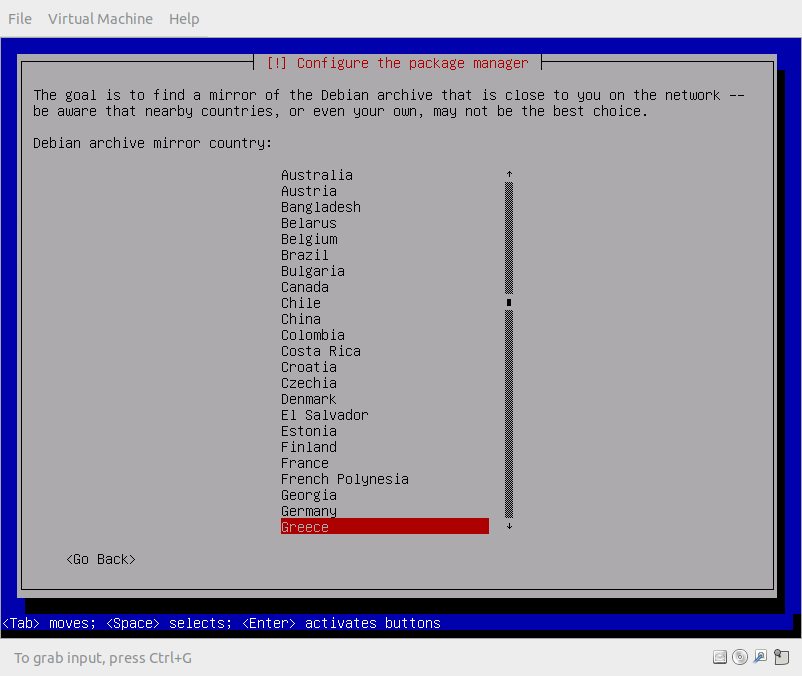 File Virtual Machine Help
[!] Configure the package manager
The goal is to find a mirror of the Debian archive that is close to you on the network --
be aware that nearby countries, or even your own, may not be the best choice.
Debian archive mirror country:
Australia
Austria
Bangladesh
Belarus
Belgium
Brazil
Bulgaria
Canada
Chile
China
Colombia
Costa Rica
Croatia
Czechia
Denmark
El Salvador
Estonia
Finland
France
French Polynesia
Georgia
Germany
Greece
<Go Back>
<Tab> moves; <Space> selects; <Enter> activates buttons
To grab input, press Ctrl+G